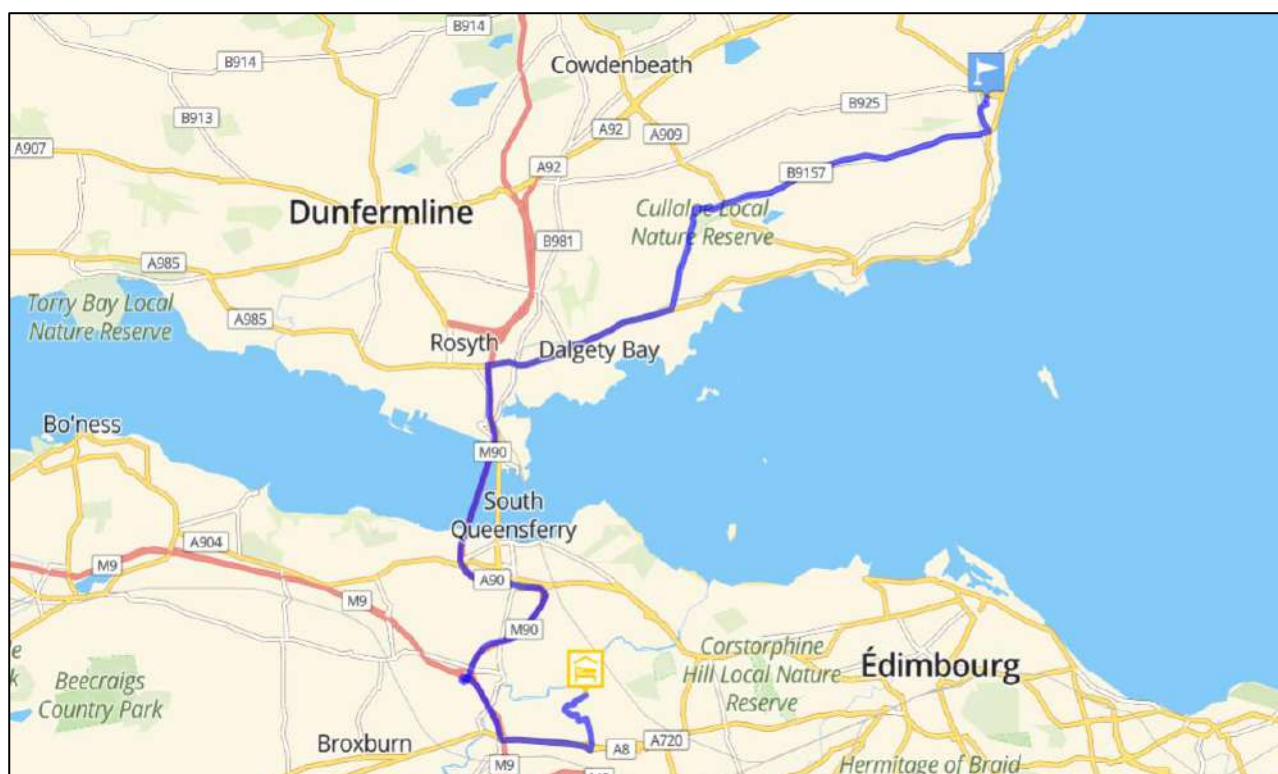 B914
B914
Cowdenbeath
B914
B913
B925
A92
A909
A907
A92
B9157
Dunfermline
Cullaloe Local
Nature Reserve
B981
A985
Torry Bay Local
Nature Reserve
A985
Rosyth
Dalgety Bay
Bo'ness
M90
South
Queensferry
A904
M9
A90
M9
M90
Corstorphine
Hill Local Nature
Reserve
Édimbourg
Beecraigs
Country Park
Broxburn
A8
A720
M9
Hermitage of Braid